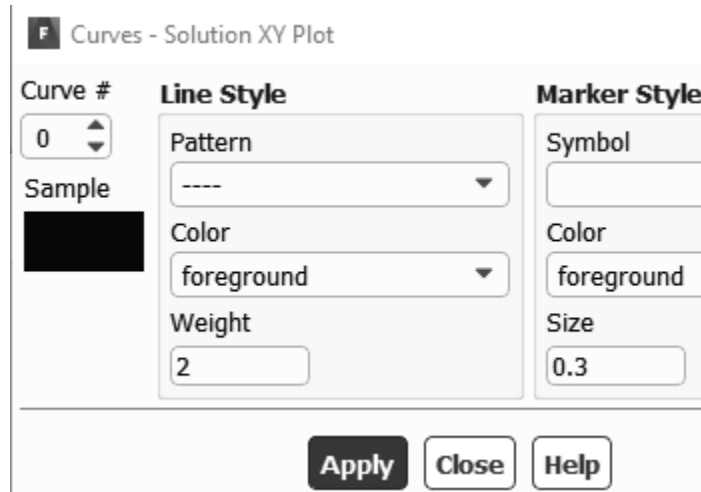 F Curves - Solution XY Plot
Curve #
0
Sample
Line Style
Pattern
----
Color
foreground
Weight
2
Marker Style
Symbol
Color
foreground
Size
0.3
Apply Close Help